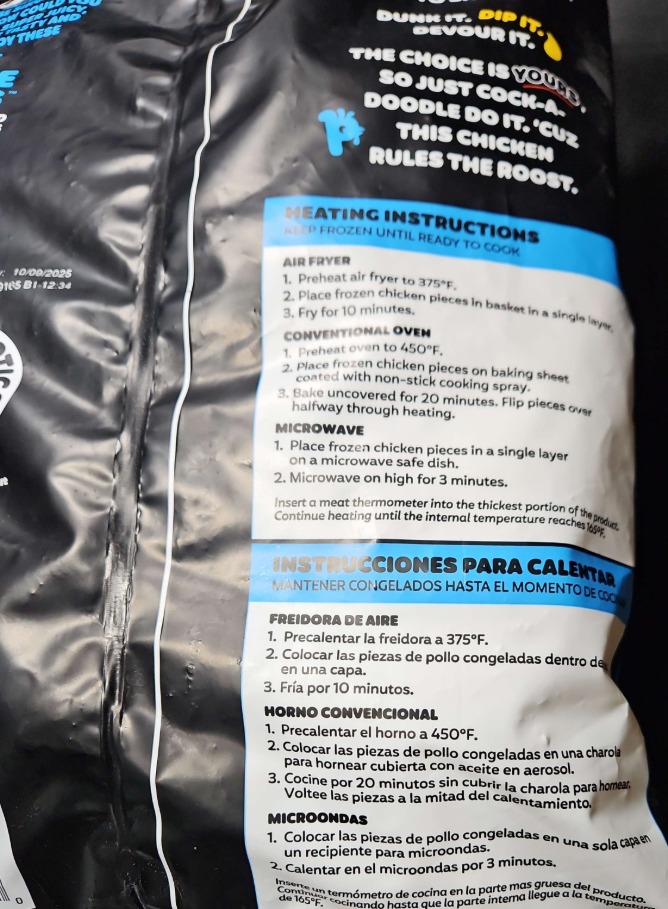 COULD YOU
SUPER JUICY,
TASTY AND
THESE
DUNK IT. DIP IT.
DEVOUR IT.
THE CHOICE IS YOURS,
SO JUST COCK-A-
DOODLE DO IT. 'CUZ
THIS CHICKEN
RULES THE ROOST.
10/09/2025
B1-12:34
HEATING INSTRUCTIONS
KEEP FROZEN UNTIL READY TO COOK
AIR FRYER
1. Preheat air fryer to 375°F.
2. Place frozen chicken pieces in basket in a single layer.
3. Fry for 10 minutes.
CONVENTIONAL OVEN
1. Preheat oven to 450°F.
2. Place frozen chicken pieces on baking sheet
coated with non-stick cooking spray.
3. Bake uncovered for 20 minutes. Flip pieces over
halfway through heating.
MICROWAVE
1. Place frozen chicken pieces in a single layer
on a microwave safe dish.
2. Microwave on high for 3 minutes.
Insert a meat thermometer into the thickest portion of the product.
Continue heating until the internal temperature reaches 165°F.
INSTRUCCIONES PARA CALENTAR
MANTENER CONGELADOS HASTA EL MOMENTO DE
FREIDORA DE AIRE
1. Precalentar la freidora a 375°F.
2. Colocar las piezas de pollo congeladas dentro de
en una capa.
3. Fría por 10 minutos.
HORNO CONVENCIONAL
1. Precalentar el horno a 450°F.
2. Colocar las piezas de pollo congeladas en una charola
para hornear cubierta con aceite en aerosol.
3. Cocine por 20 minutos sin cubrir la charola para hornear.
Voltee las piezas a la mitad del calentamiento.
MICROONDAS
1. Colocar las piezas de pollo congeladas en una sola capa en
un recipiente para microondas.
2. Calentar en el microondas por 3 minutos.
Inserte un termómetro de cocina en la parte mas gruesa del producto.
Continuar cocinando hasta que la parte interna llegue a la temperatura
de 165°F.